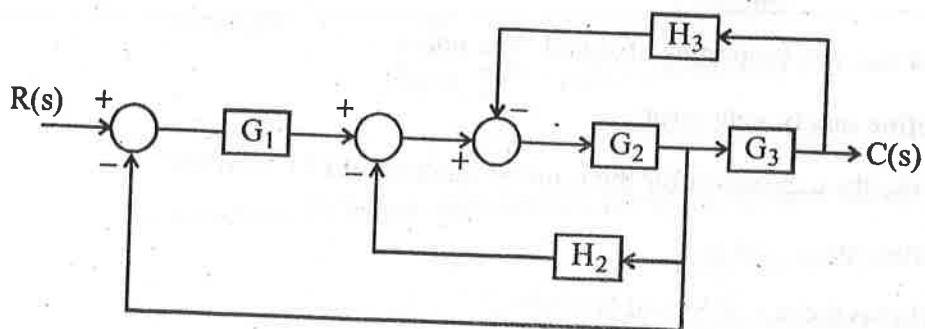 H₃
R(s)
+
−
G₁
+
−
+
−
G₂
G₃
C(s)
H₂